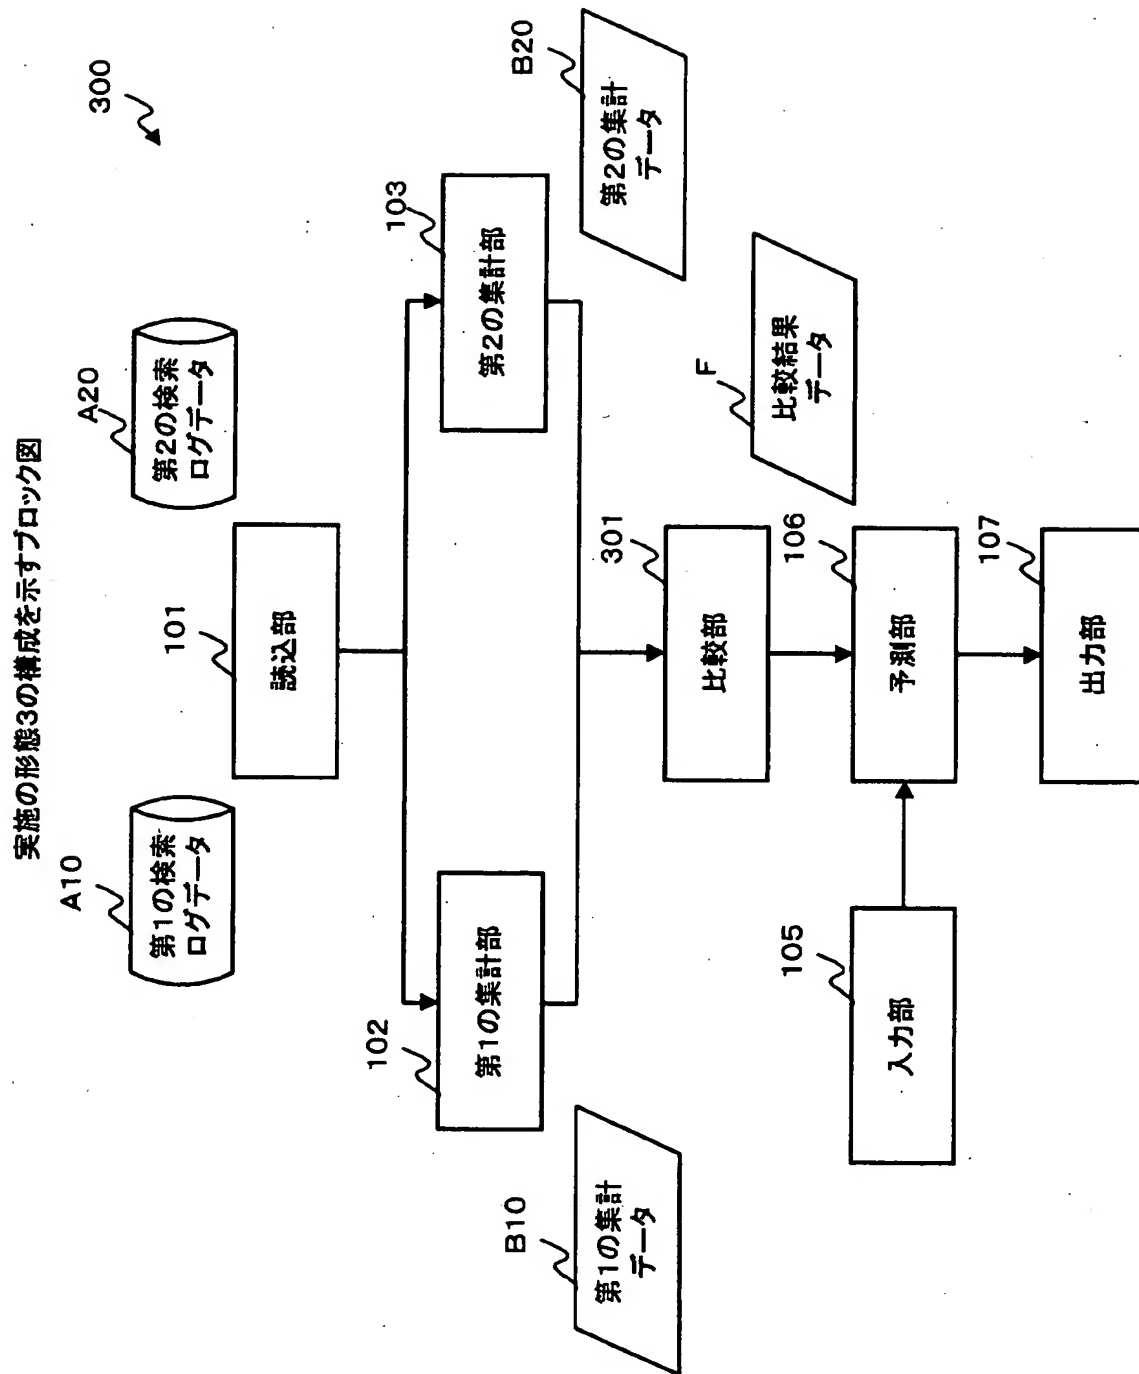 実施の形態3の構成を示すブロック図
300
A10
第1の検索
ログデータ
A20
第2の検索
ログデータ
101
読込部
102
第1の集計部
103
第2の集計部
B10
第1の集計
データ
B20
第2の集計
データ
301
比較部
F
比較結果
データ
105
入力部
106
予測部
107
出力部